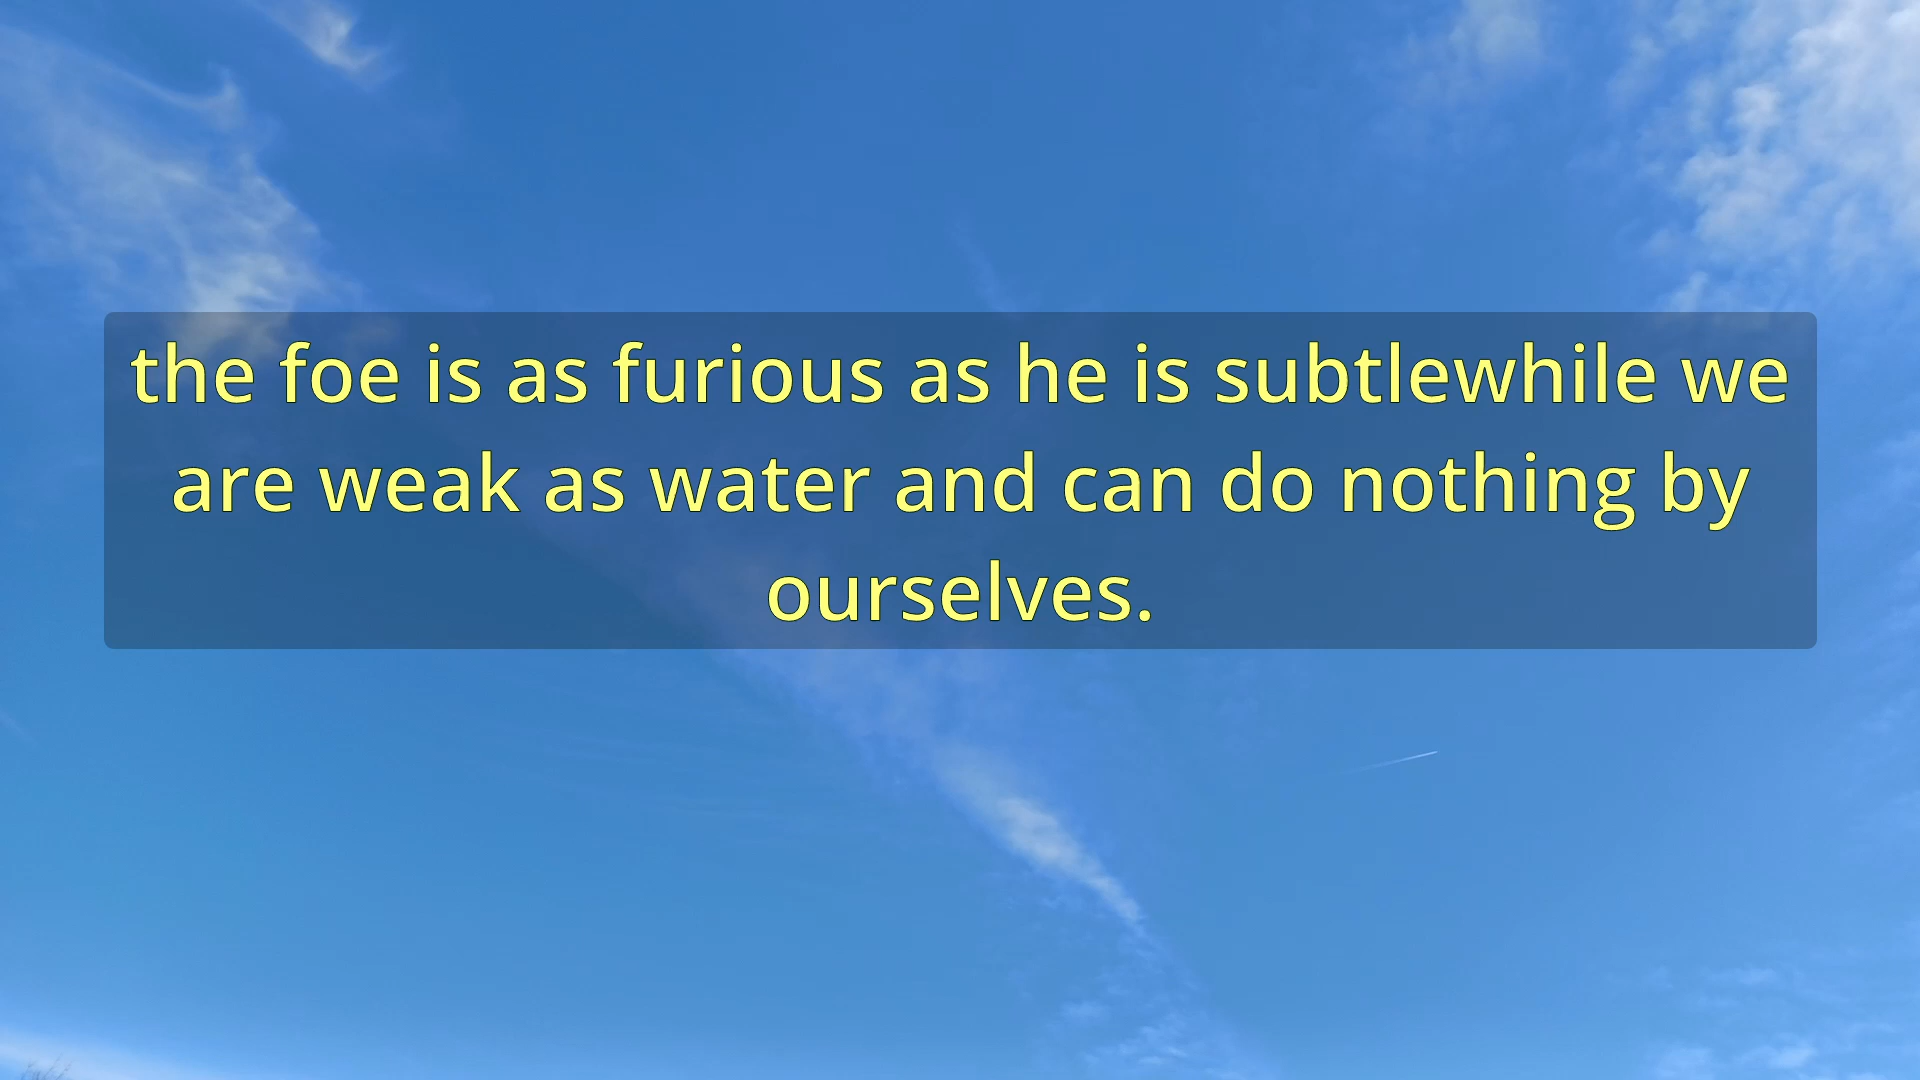 the foe is as furious as he is subtlewhile we
are weak as water and can do nothing by
ourselves.